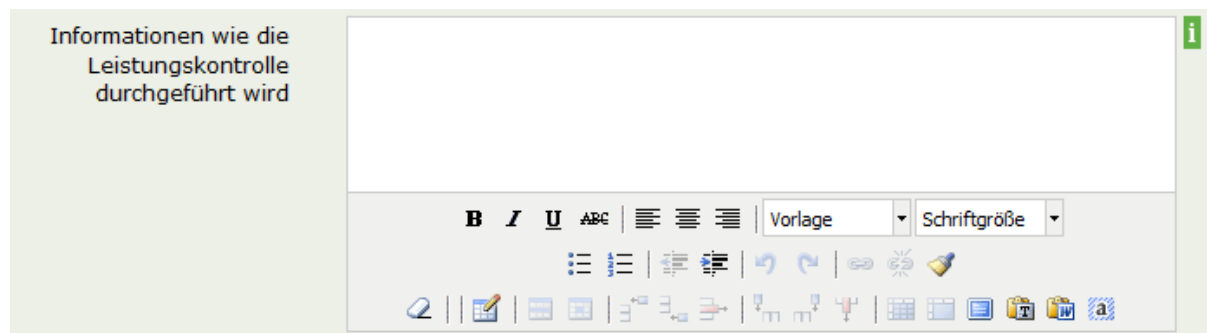 Informationen wie die
Leistungskontrolle
durchgeführt wird
i
B I U ABC Vorlage Schriftgröße